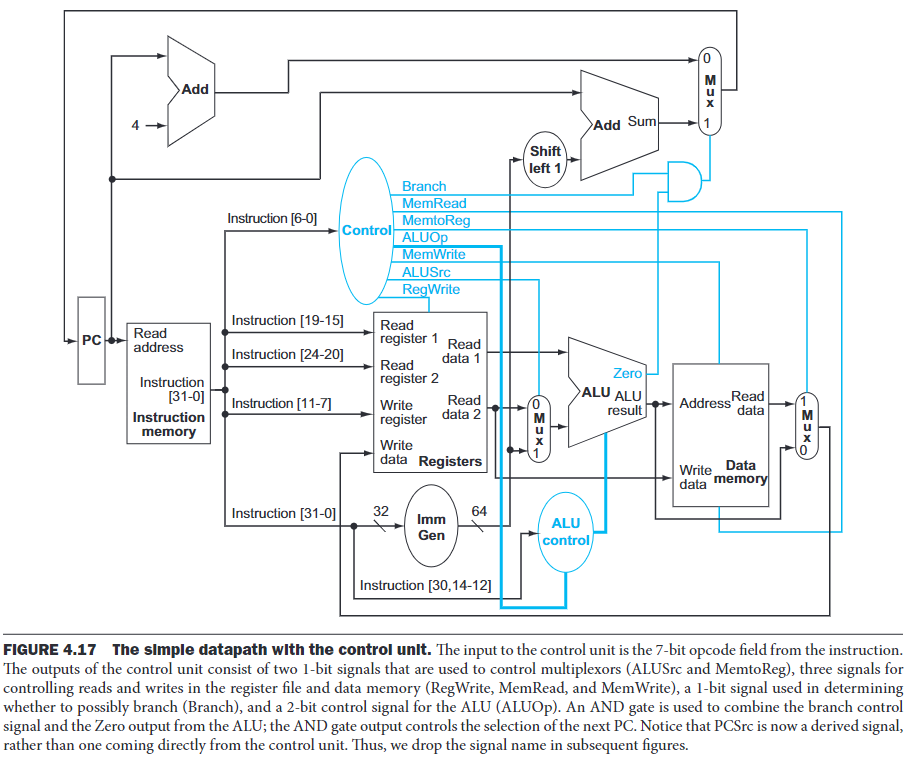 Add
4
0
M
u
x
1
Add Sum
Shift
left 1
Branch
MemRead
MemtoReg
ALUOp
MemWrite
ALUSrc
RegWrite
Control
Instruction [6-0]
PC
Read
address
Instruction
[31-0]
Instruction
memory
Instruction [19-15]
Instruction [24-20]
Instruction [11-7]
Instruction [31-0]
Instruction [30,14-12]
Read
register 1
Read
data 1
Read
register 2
Write
register
Read
data 2
Write
data
Registers
0
M
u
x
1
Zero
ALU
ALU
result
Address
Read
data
Write
data
Data
memory
1
M
u
x
0
32
Imm
Gen
64
ALU
control
FIGURE 4.17 The simple datapath with the control unit. The input to the control unit is the 7-bit opcode field from the instruction.
The outputs of the control unit consist of two 1-bit signals that are used to control multiplexors (ALUSrc and MemtoReg), three signals for
controlling reads and writes in the register file and data memory (RegWrite, MemRead, and MemWrite), a 1-bit signal used in determining
whether to possibly branch (Branch), and a 2-bit control signal for the ALU (ALUOp). An AND gate is used to combine the branch control
signal and the Zero output from the ALU; the AND gate output controls the selection of the next PC. Notice that PCSrc is now a derived signal,
rather than one coming directly from the control unit. Thus, we drop the signal name in subsequent figures.